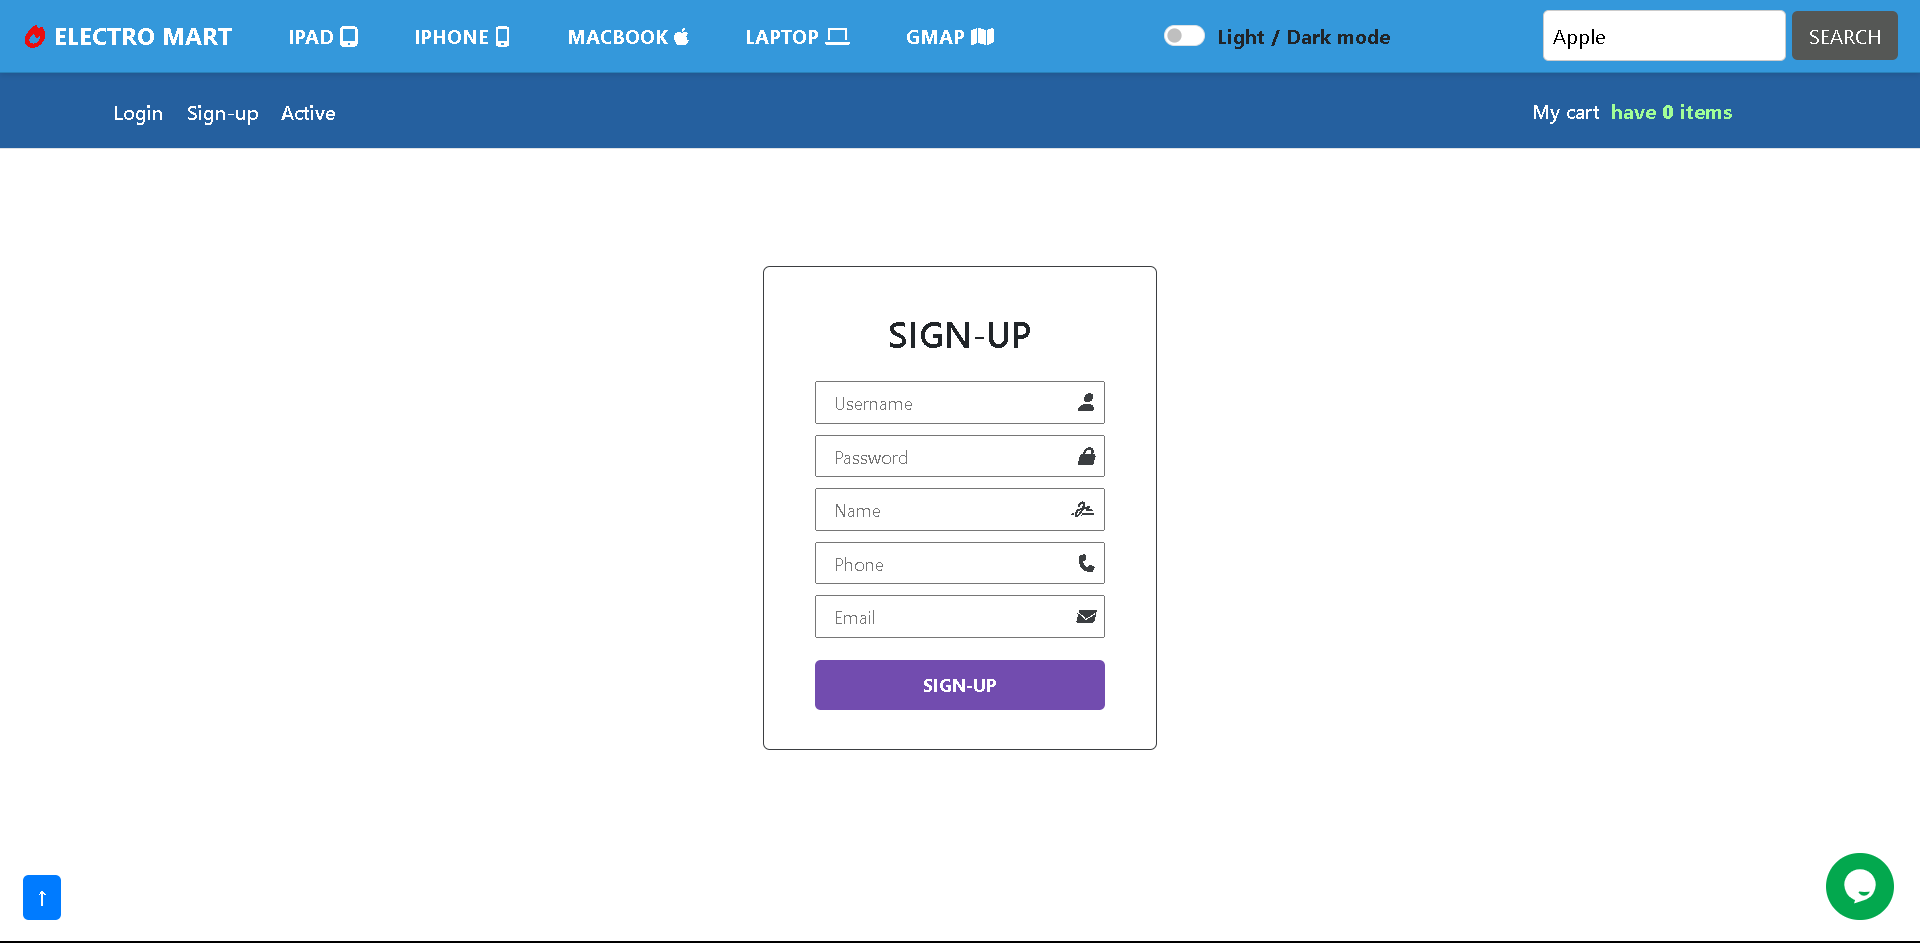 ELECTRO MART IPAD IPHONE MACBOOK LAPTOP GMAP Light / Dark mode Apple SEARCH
Login Sign-up Active My cart have 0 items
SIGN-UP
Username
Password
Name
Phone
Email
SIGN-UP
↑